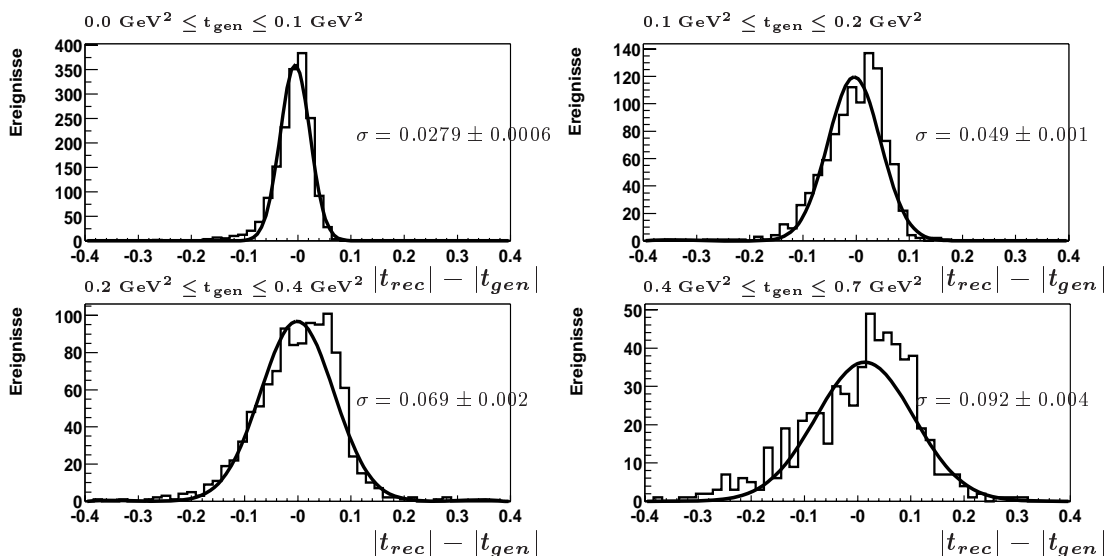 0.0 GeV² ≤ t_gen ≤ 0.1 GeV²
Ereignisse
400
350
300
250
200
150
100
50
0
-0.4 -0.3 -0.2 -0.1 -0 0.1 0.2 0.3 0.4
σ = 0.0279 ± 0.0006
|t_rec| − |t_gen|
0.1 GeV² ≤ t_gen ≤ 0.2 GeV²
Ereignisse
140
120
100
80
60
40
20
0
-0.4 -0.3 -0.2 -0.1 -0 0.1 0.2 0.3 0.4
σ = 0.049 ± 0.001
|t_rec| − |t_gen|
0.2 GeV² ≤ t_gen ≤ 0.4 GeV²
Ereignisse
100
80
60
40
20
0
-0.4 -0.3 -0.2 -0.1 -0 0.1 0.2 0.3 0.4
σ = 0.069 ± 0.002
|t_rec| − |t_gen|
0.4 GeV² ≤ t_gen ≤ 0.7 GeV²
Ereignisse
50
40
30
20
10
0
-0.4 -0.3 -0.2 -0.1 -0 0.1 0.2 0.3 0.4
σ = 0.092 ± 0.004
|t_rec| − |t_gen|